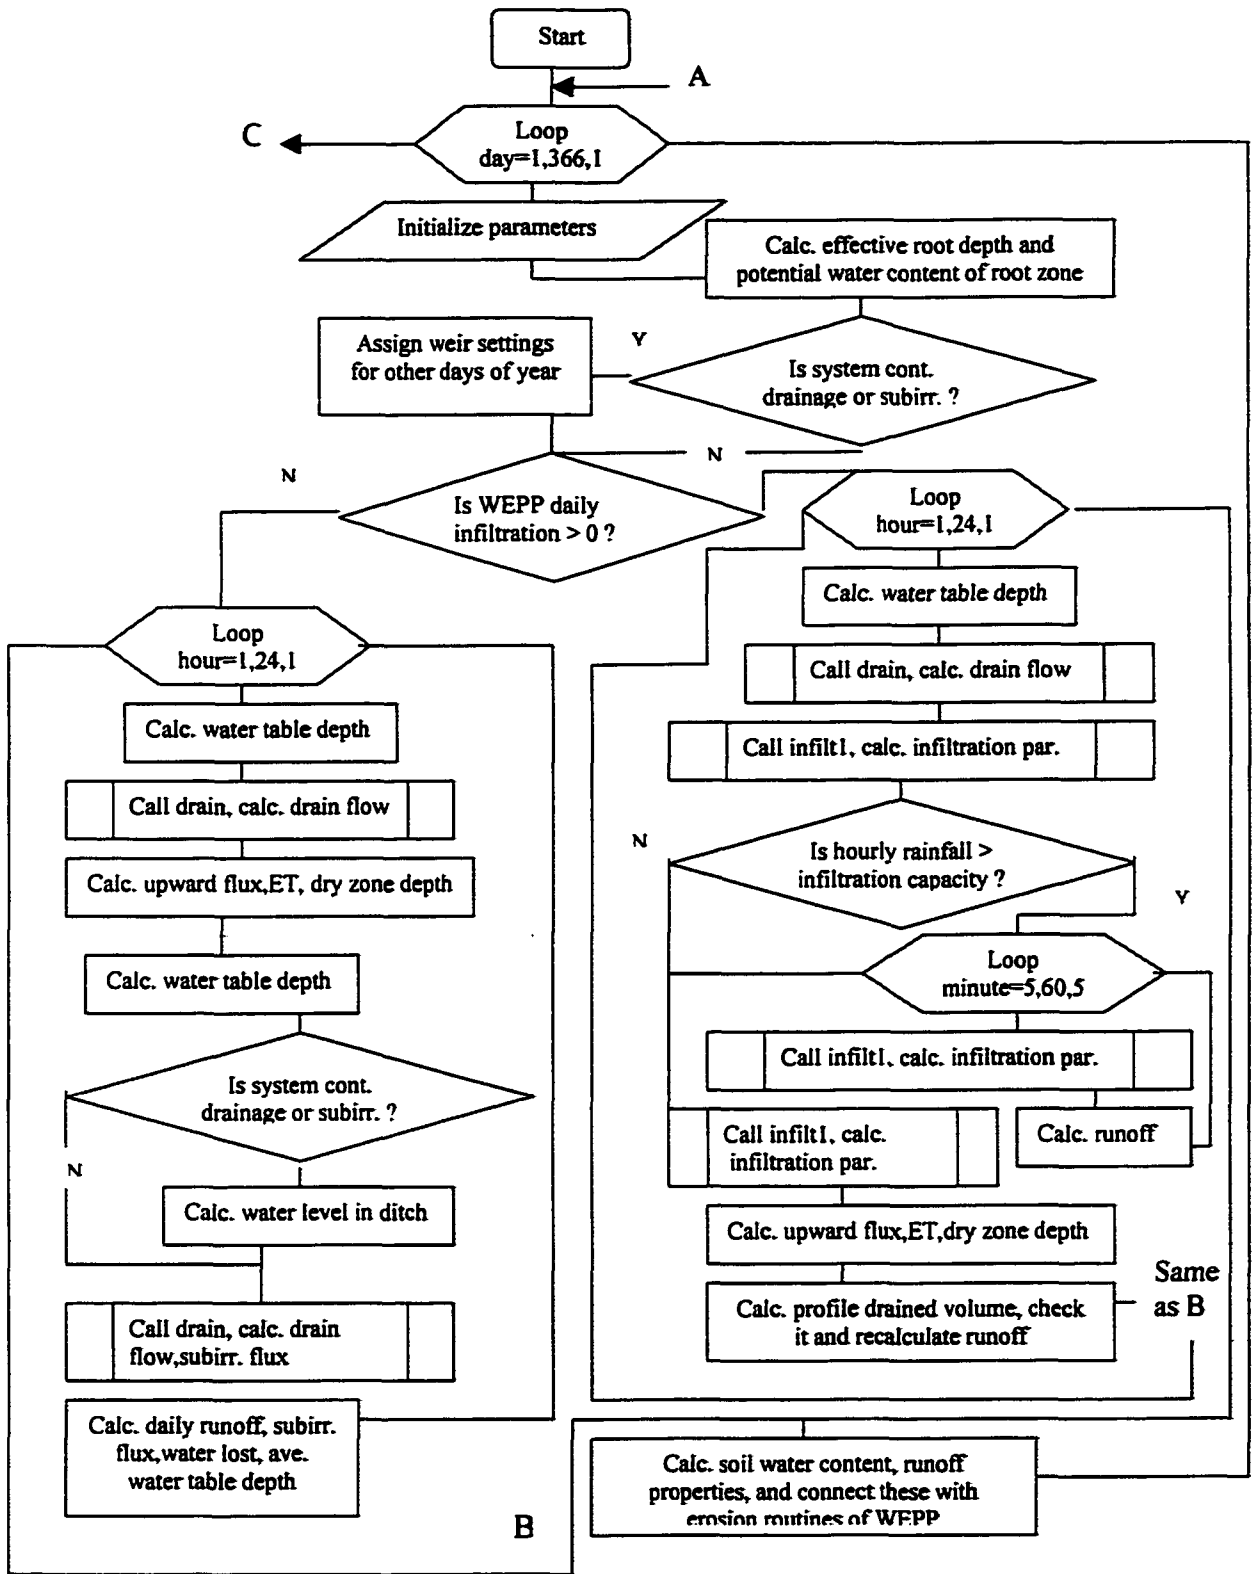 Start
A
C
Loop
day=1,366,1
Initialize parameters
Calc. effective root depth and
potential water content of root zone
Assign weir settings
for other days of year
Y
Is system cont.
drainage or subirr. ?
N
N
Is WEPP daily
infiltration > 0 ?
Loop
hour=1,24,1
Calc. water table depth
Call drain, calc. drain flow
Call infilt1, calc. infiltration par.
N
Is hourly rainfall >
infiltration capacity ?
Y
Loop
minute=5,60,5
Call infilt1, calc. infiltration par.
Calc. runoff
Call infilt1, calc.
infiltration par.
Calc. upward flux,ET,dry zone depth
Calc. profile drained volume, check
it and recalculate runoff
Same
as B
Loop
hour=1,24,1
Calc. water table depth
Call drain, calc. drain flow
Calc. upward flux,ET, dry zone depth
Calc. water table depth
Is system cont.
drainage or subirr. ?
N
Calc. water level in ditch
Call drain, calc. drain
flow,subirr. flux
Calc. daily runoff, subirr.
flux,water lost, ave.
water table depth
B
Calc. soil water content, runoff
properties, and connect these with
erosion routines of WEPP